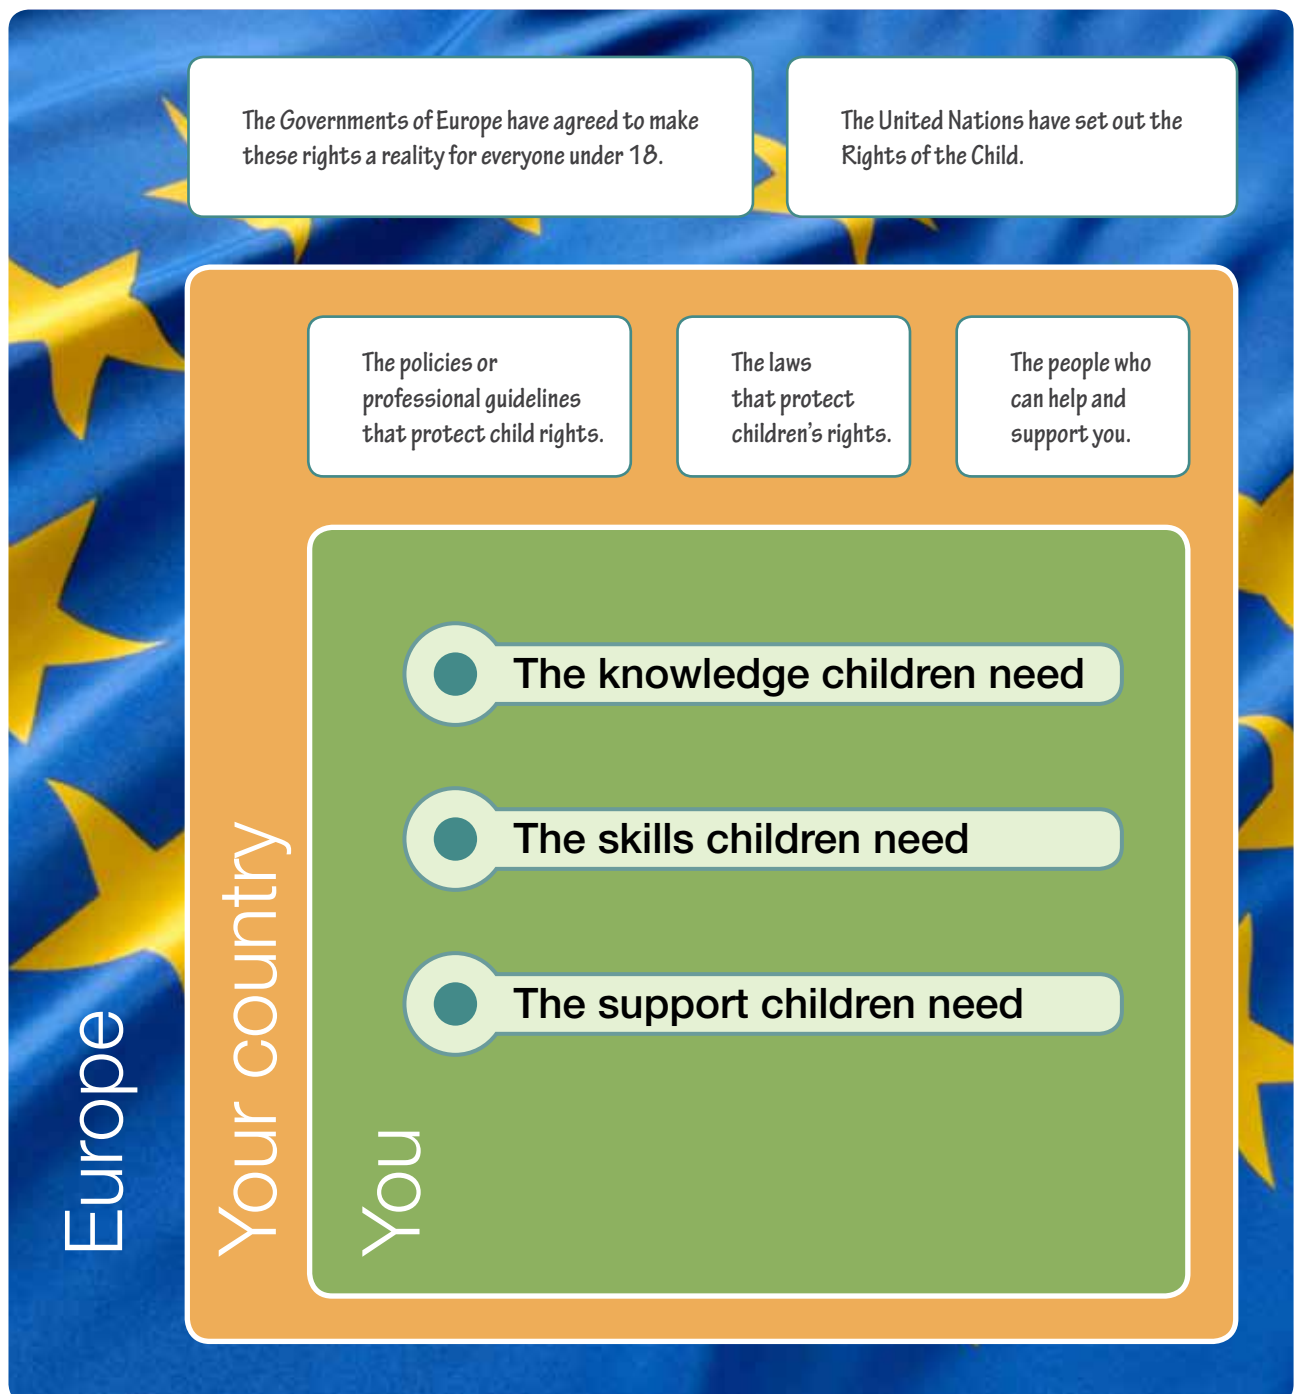 The Governments of Europe have agreed to make
these rights a reality for everyone under 18.
The United Nations have set out the
Rights of the Child.
The policies or
professional guidelines
that protect child rights.
The laws
that protect
children's rights.
The people who
can help and
support you.
The knowledge children need
The skills children need
The support children need
Europe
Your country
You